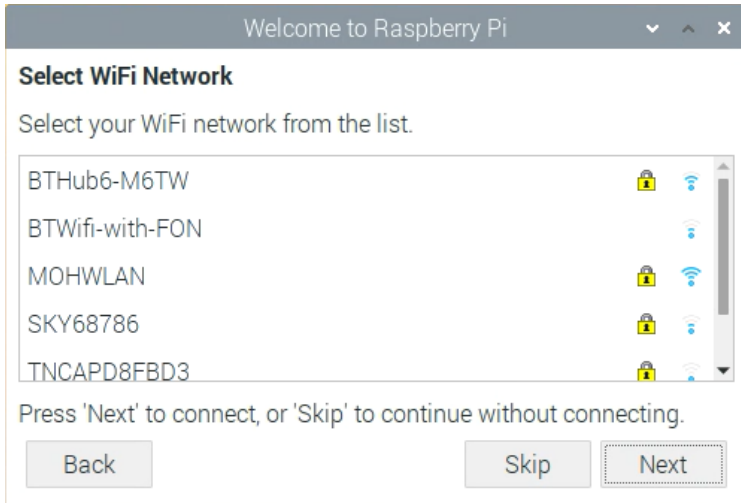 Welcome to Raspberry Pi
Select WiFi Network
Select your WiFi network from the list.
BTHub6-M6TW
BTWifi-with-FON
MOHWLAN
SKY68786
TNCAPD8FBD3
Press 'Next' to connect, or 'Skip' to continue without connecting.
Back Skip Next